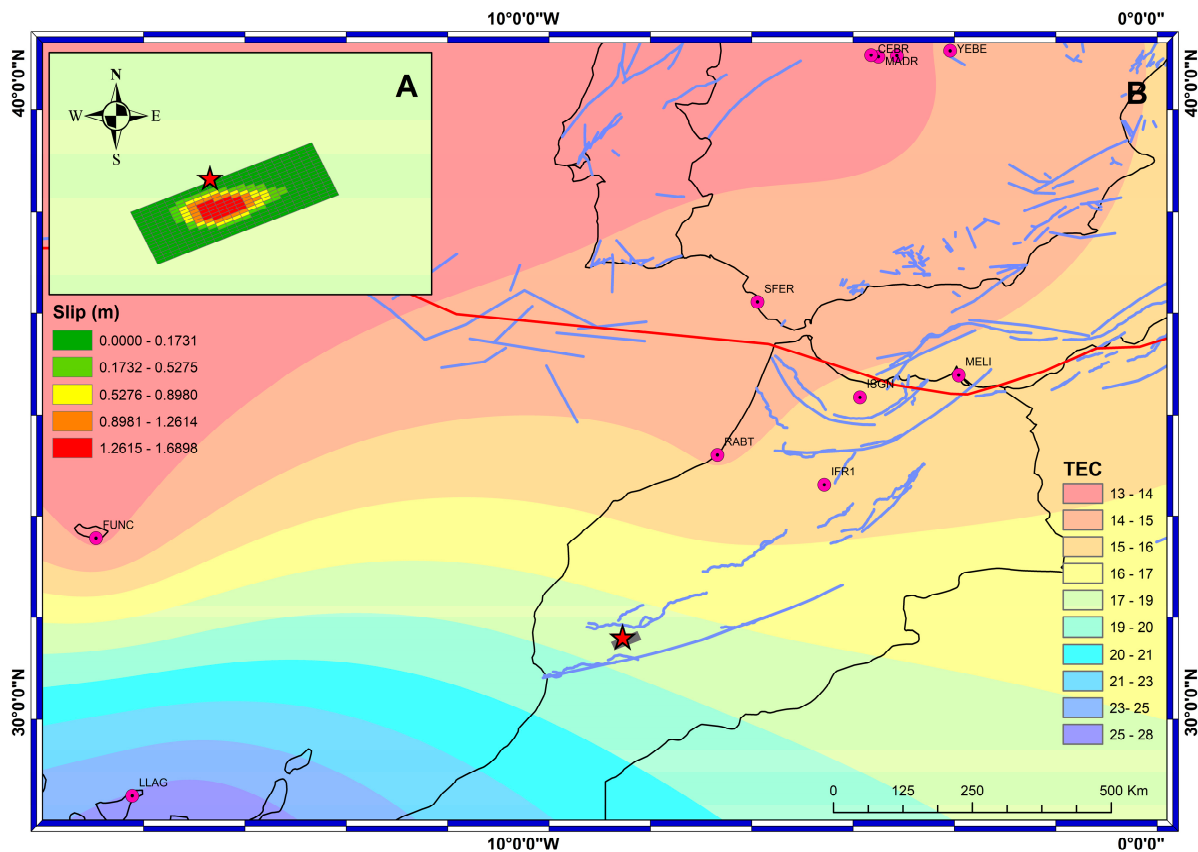 10°0'0"W
0°0'0"
40°0'0"N
40°0'0"N
A
B
N
W
E
S
CEBR
MADR
YEBE
SFER
Slip (m)
0.0000 - 0.1731
0.1732 - 0.5275
0.5276 - 0.8980
0.8981 - 1.2614
1.2615 - 1.6898
MELI
ISGN
RABT
IFR1
FUNC
TEC
13 - 14
14 - 15
15 - 16
16 - 17
17 - 19
19 - 20
20 - 21
21 - 23
23- 25
25 - 28
30°0'0"N
30°0'0"N
LLAG
0
125
250
500 Km
10°0'0"W
0°0'0"